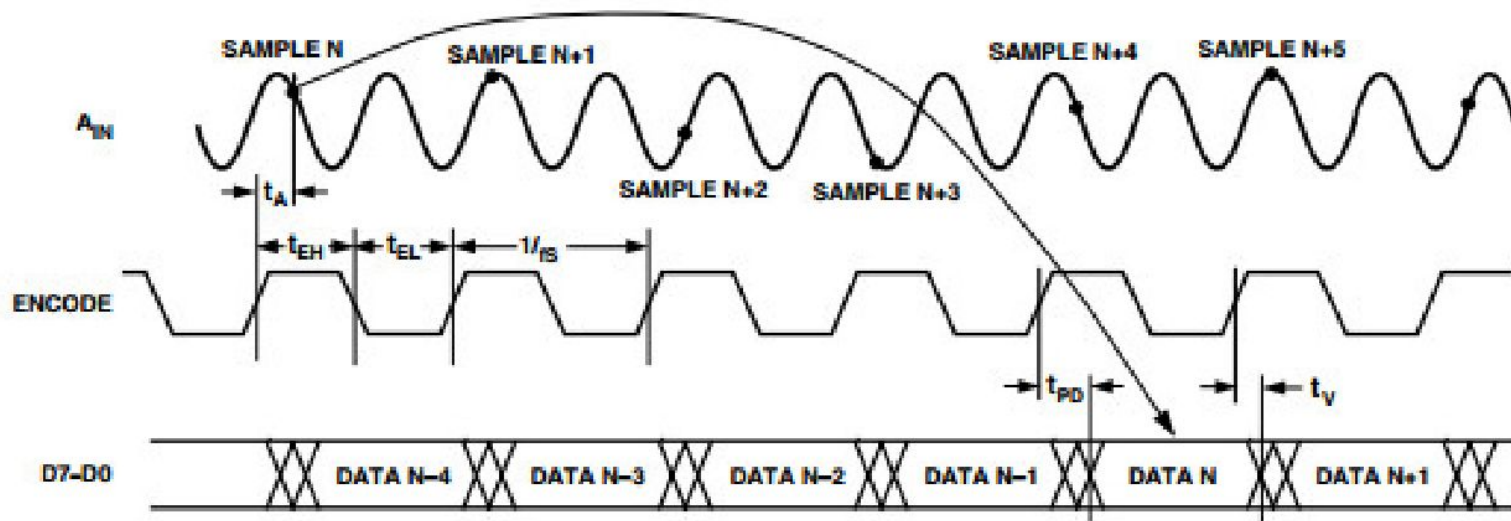 SAMPLE N
SAMPLE N+1
SAMPLE N+4
SAMPLE N+5
AIN
tA
SAMPLE N+2
SAMPLE N+3
tEH
tEL
1/fS
ENCODE
tPD
tV
D7–D0
DATA N–4
DATA N–3
DATA N–2
DATA N–1
DATA N
DATA N+1